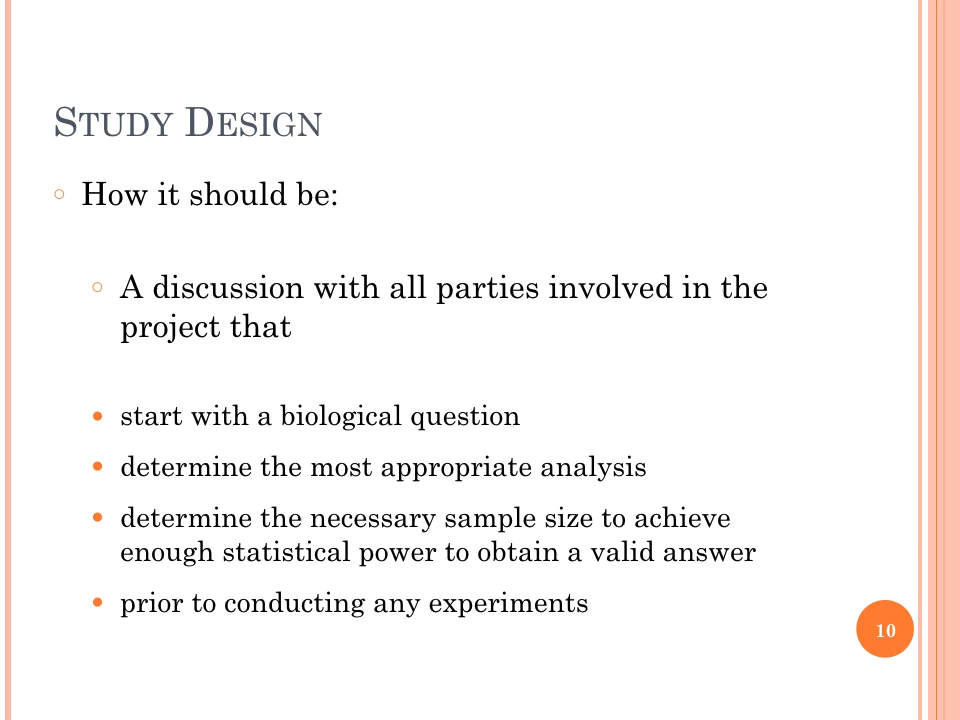 STUDY DESIGN
How it should be:
A discussion with all parties involved in the
project that
start with a biological question
determine the most appropriate analysis
determine the necessary sample size to achieve
enough statistical power to obtain a valid answer
prior to conducting any experiments
10